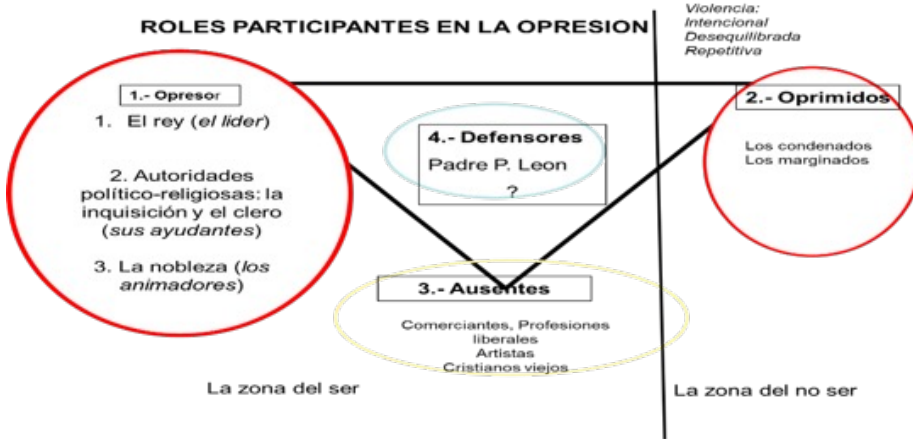 ROLES PARTICIPANTES EN LA OPRESION
Violencia:
Intencional
Desequilibrada
Repetitiva
1.- Opresor
1. El rey (el lider)
2. Autoridades
político-religiosas: la
inquisición y el clero
(sus ayudantes)
3. La nobleza (los
animadores)
4.- Defensores
Padre P. Leon
?
2.- Oprimidos
Los condenados
Los marginados
3.- Ausentes
Comerciantes, Profesiones
liberales
Artistas
Cristianos viejos
La zona del ser
La zona del no ser